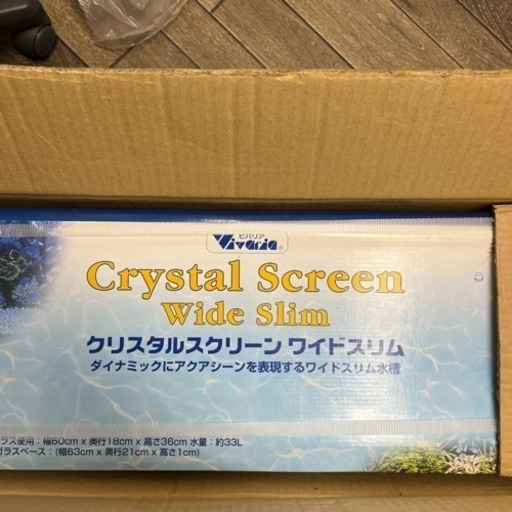 ビバリア
Vivaria®
Crystal Screen
Wide Slim
クリスタルスクリーン ワイドスリム
ダイナミックにアクアシーンを表現するワイドスリム水槽
ラス使用:幅60cm x 奥行18cm x 高さ36cm 水量:約33L
ガラスベース:(幅63cm x 奥行21cm x 高さ1cm)